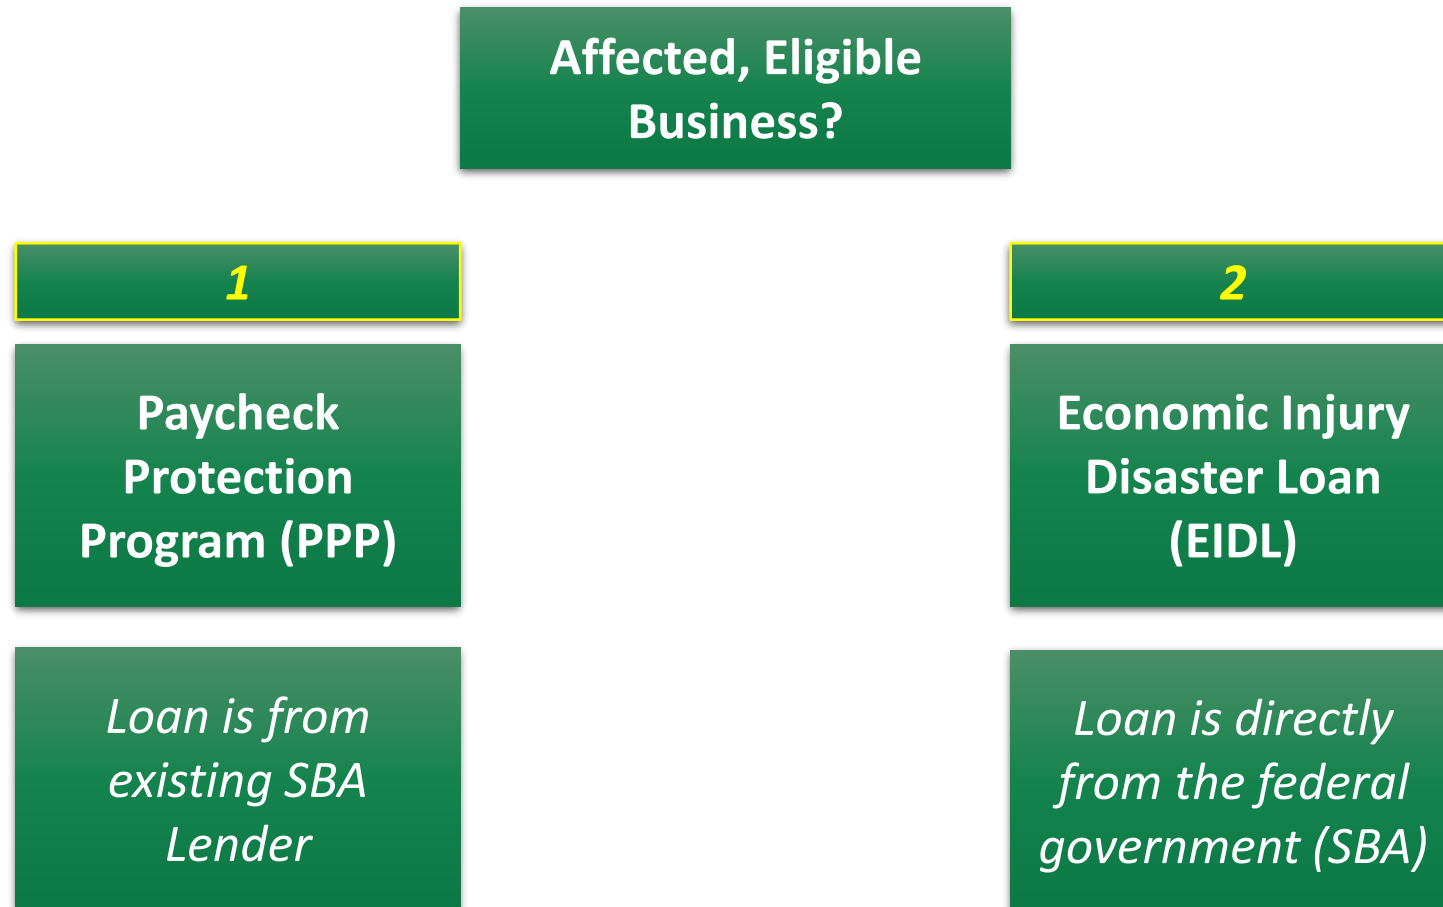 Affected, Eligible
Business?
1
Paycheck
Protection
Program (PPP)
Loan is from
existing SBA
Lender
2
Economic Injury
Disaster Loan
(EIDL)
Loan is directly
from the federal
government (SBA)